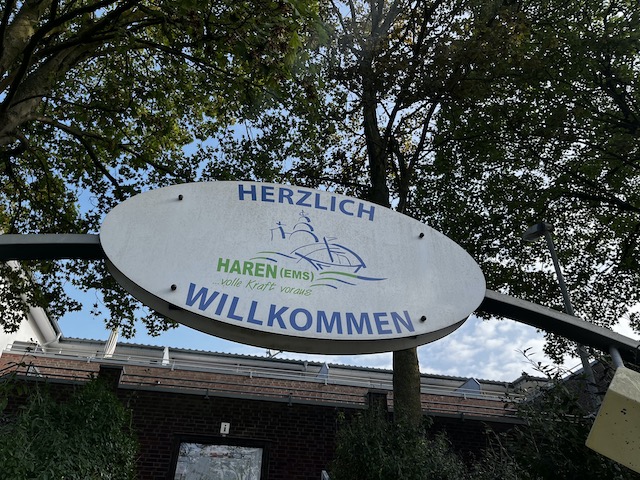 HERZLICH
HAREN (EMS)
...volle Kraft voraus
WILLKOMMEN
i